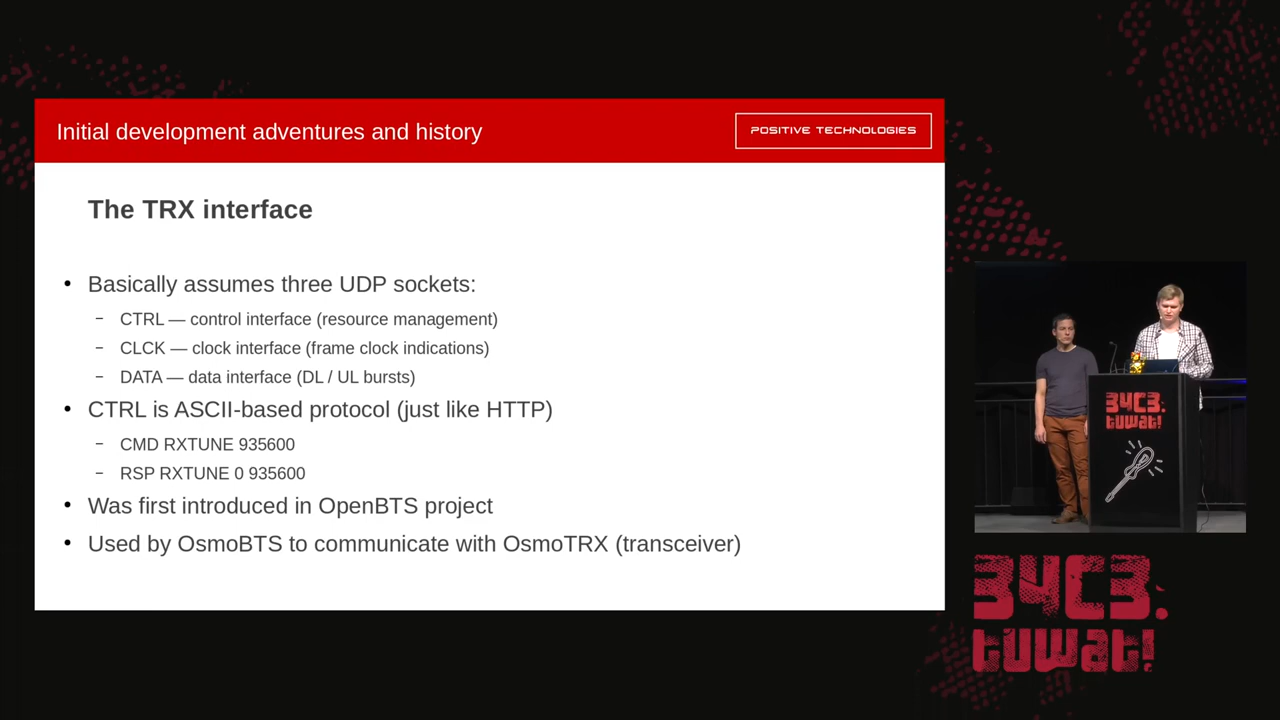 Initial development adventures and history
POSITIVE TECHNOLOGIES
The TRX interface
• Basically assumes three UDP sockets:
– CTRL — control interface (resource management)
– CLCK — clock interface (frame clock indications)
– DATA — data interface (DL / UL bursts)
• CTRL is ASCII-based protocol (just like HTTP)
– CMD RXTUNE 935600
– RSP RXTUNE 0 935600
• Was first introduced in OpenBTS project
• Used by OsmoBTS to communicate with OsmoTRX (transceiver)
34C3.
tuwat!
34C3.
tuwat!